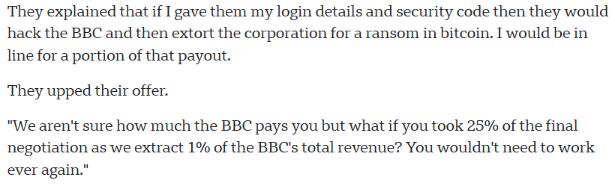 They explained that if I gave them my login details and security code then they would
hack the BBC and then extort the corporation for a ransom in bitcoin. I would be in
line for a portion of that payout.
They upped their offer.
"We aren't sure how much the BBC pays you but what if you took 25% of the final
negotiation as we extract 1% of the BBC's total revenue? You wouldn't need to work
ever again."